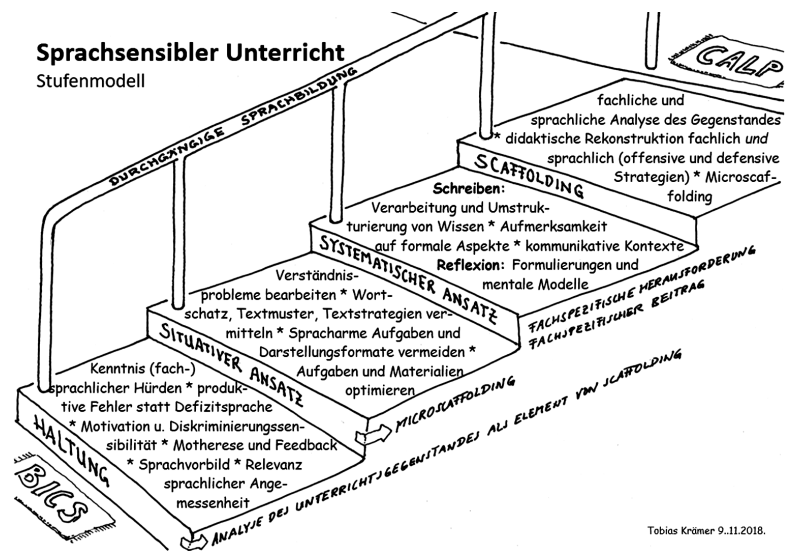 Sprachsensibler Unterricht
Stufenmodell
CALP
DURCHGÄNGIGE SPRACHBILDUNG
fachliche und
sprachliche Analyse des Gegenstandes
* didaktische Rekonstruktion fachlich und
sprachlich (offensive und defensive
Strategien) * Microscaf-
folding
SCAFFOLDING
Schreiben:
Verarbeitung und Umstruk-
turierung von Wissen * Aufmerksamkeit
auf formale Aspekte * kommunikative Kontexte
Reflexion: Formulierungen und
mentale Modelle
SYSTEMATISCHER ANSATZ
FACHSPEZIFISCHE HERAUSFORDERUNG
FACHSPEZIFISCHER BEITRAG
Verständnis-
probleme bearbeiten * Wort-
schatz, Textmuster, Textstrategien ver-
mitteln * Spracharme Aufgaben und
Darstellungsformate vermeiden *
Aufgaben und Materialien
optimieren
SITUATIVER ANSATZ
MICROSCAFFOLDING
Kenntnis (fach-)
sprachlicher Hürden * produk-
tive Fehler statt Defizitsprache
* Motivation u. Diskriminierungssen-
sibilität * Motherese und Feedback
* Sprachvorbild * Relevanz
sprachlicher Ange-
messenheit
HALTUNG
BICS
ANALYSE DES UNTERRICHTSGEGENSTANDES ALS ELEMENT VON SCAFFOLDING
Tobias Krämer 9..11.2018.